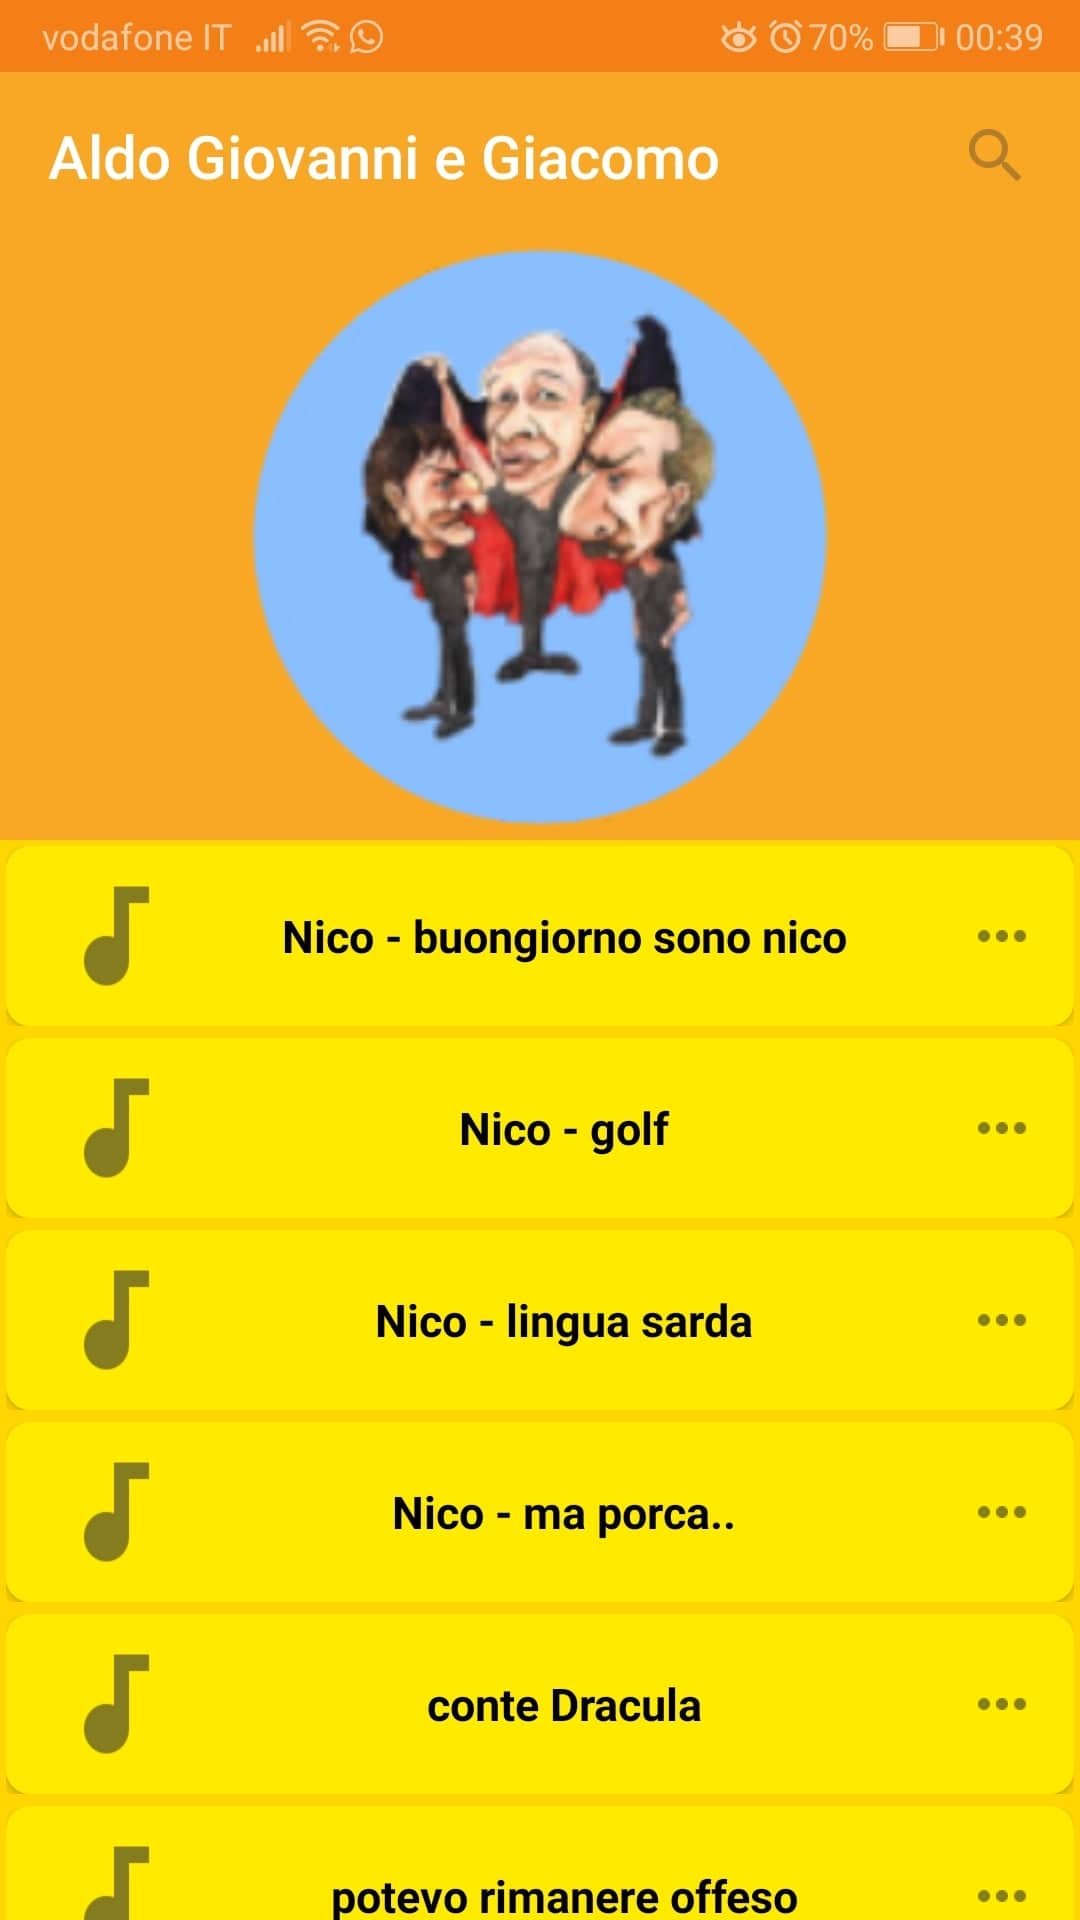 vodafone IT 70% 00:39
Aldo Giovanni e Giacomo
Nico - buongiorno sono nico
Nico - golf
Nico - lingua sarda
Nico - ma porca..
conte Dracula
potevo rimanere offeso